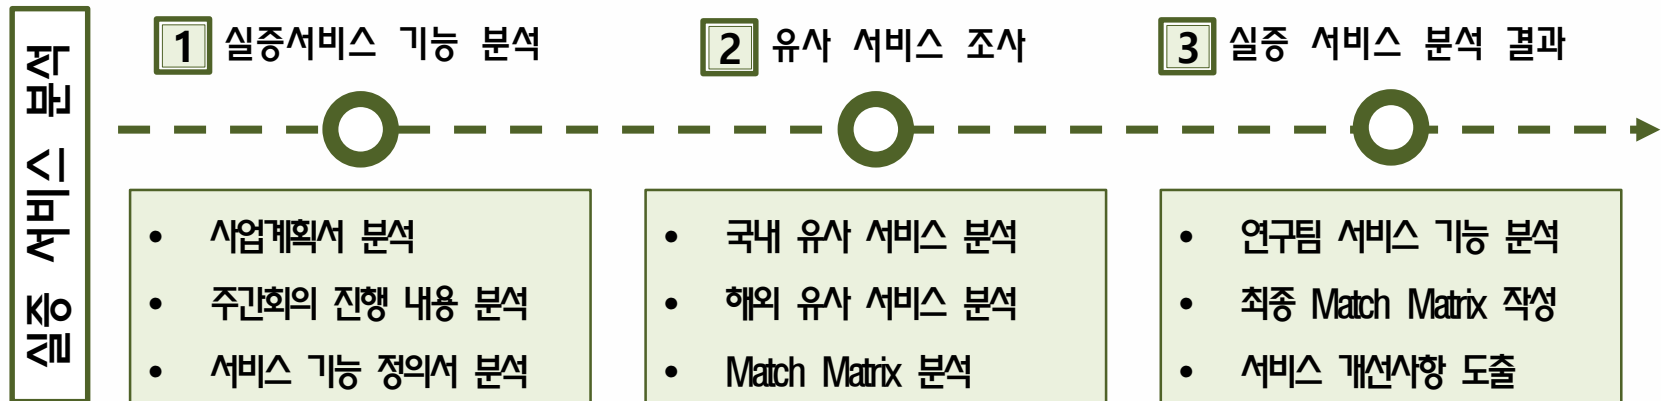 실증 서비스 분석
1 실증서비스 기능 분석
• 사업계획서 분석
• 주간회의 진행 내용 분석
• 서비스 기능 정의서 분석
2 유사 서비스 조사
• 국내 유사 서비스 분석
• 해외 유사 서비스 분석
• Match Matrix 분석
3 실증 서비스 분석 결과
• 연구팀 서비스 기능 분석
• 최종 Match Matrix 작성
• 서비스 개선사항 도출